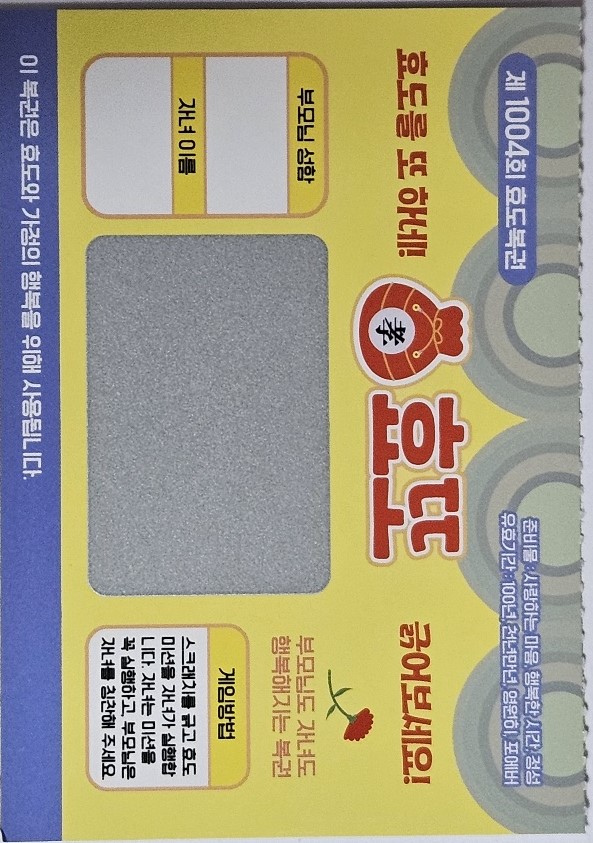 제 1004회 효도복권
준비물 : 사랑하는 마음, 행복한 시간, 정성
유효기간 : 100년, 천년만년, 영원히, 포에버
효도를 또 하네!!
孝
효또
긁어보세요!
부모님 성함
자녀 이름
부모님도 자녀도
행복해지는 복권
게임방법
스크래치를 긁고 효도
미션을 자녀가 실행합
니다. 자녀는 미션을
꼭 실행하고 부모님은
자녀를 칭찬해 주세요
이 복권은 효도와 가정의 행복을 위해 사용됩니다.